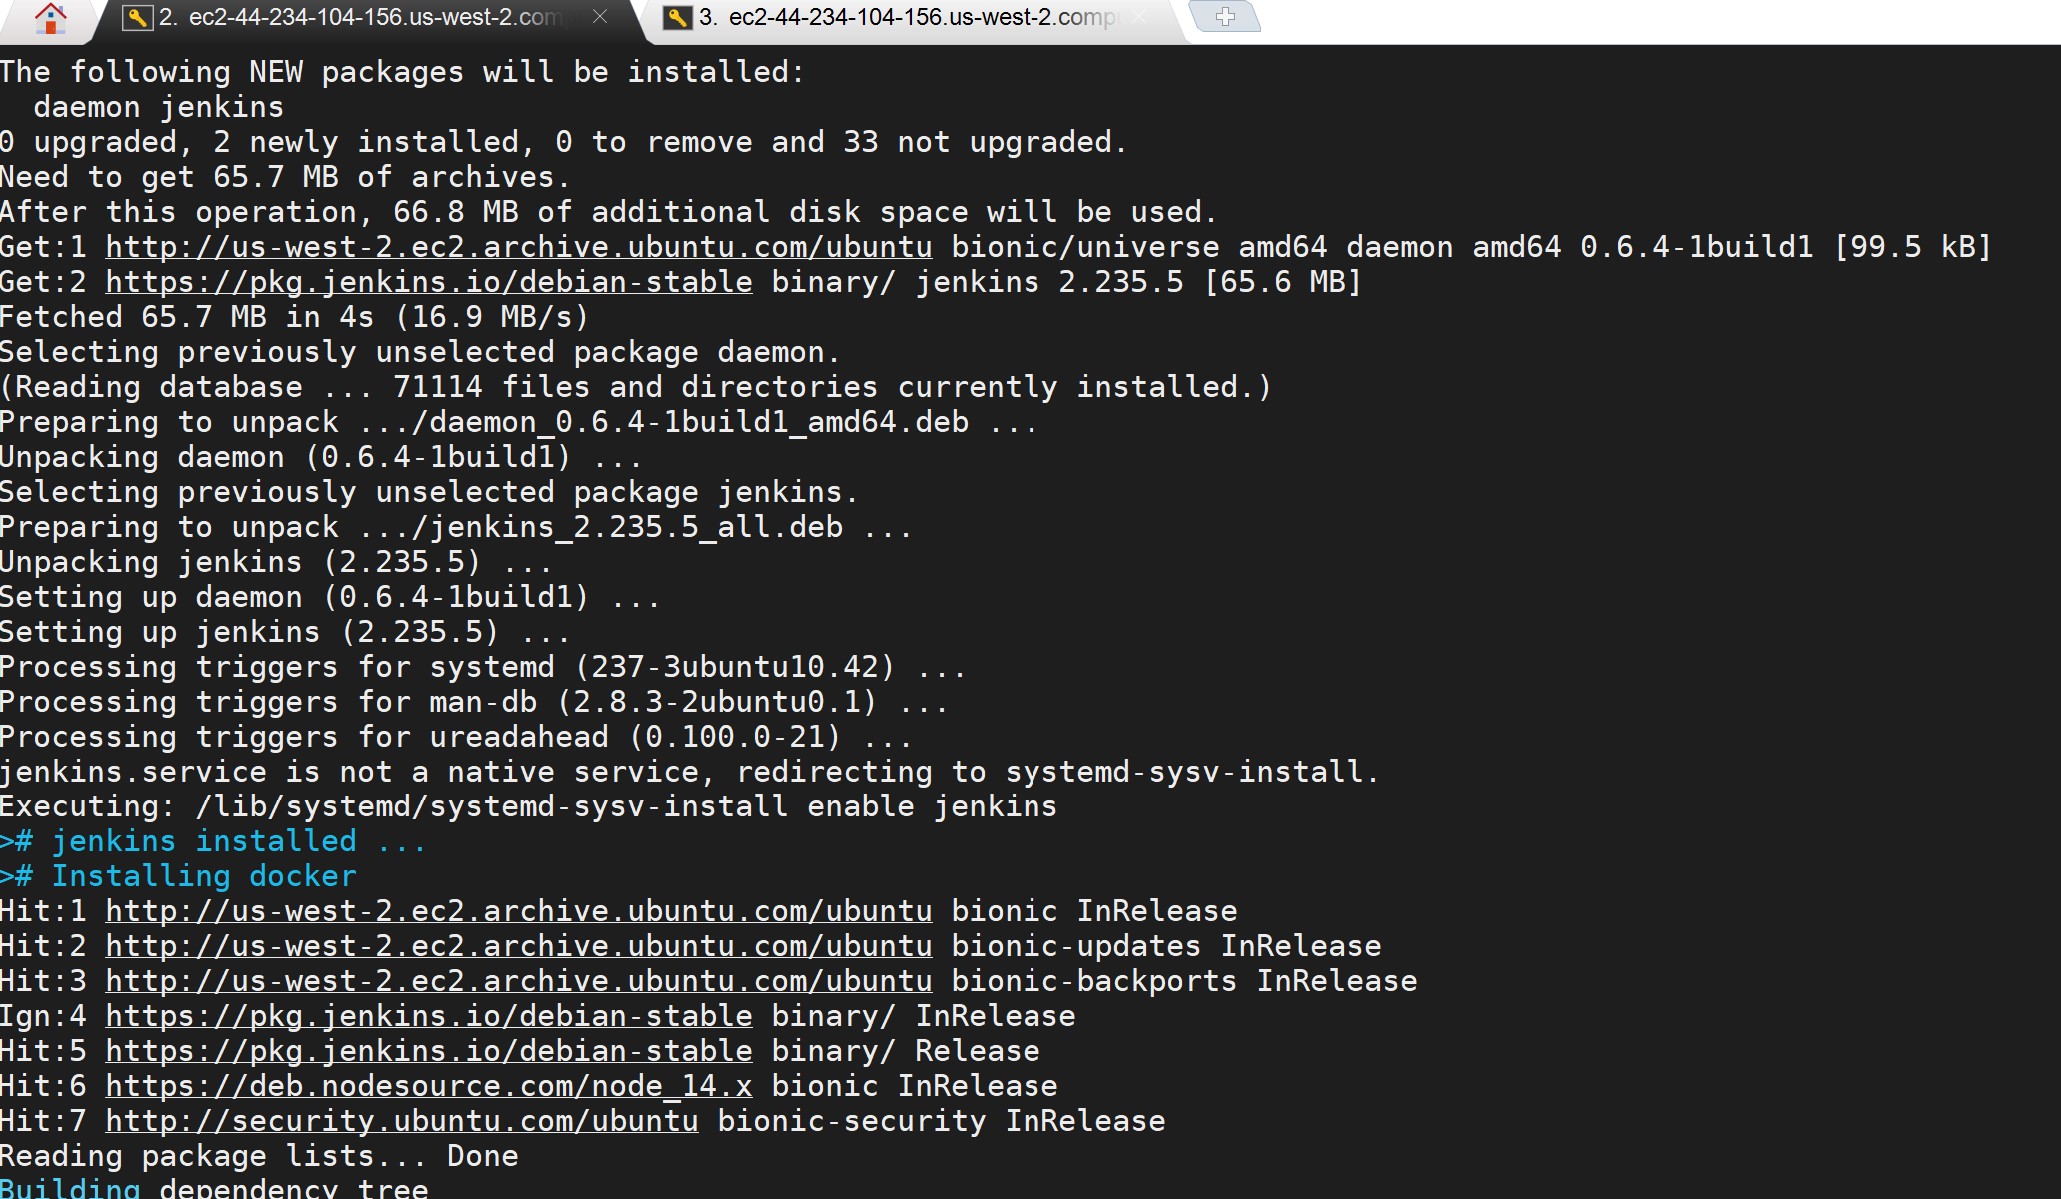 2. ec2-44-234-104-156.us-west-2.com
3. ec2-44-234-104-156.us-west-2.comp
The following NEW packages will be installed:
  daemon jenkins
0 upgraded, 2 newly installed, 0 to remove and 33 not upgraded.
Need to get 65.7 MB of archives.
After this operation, 66.8 MB of additional disk space will be used.
Get:1 http://us-west-2.ec2.archive.ubuntu.com/ubuntu bionic/universe amd64 daemon amd64 0.6.4-1build1 [99.5 kB]
Get:2 https://pkg.jenkins.io/debian-stable binary/ jenkins 2.235.5 [65.6 MB]
Fetched 65.7 MB in 4s (16.9 MB/s)
Selecting previously unselected package daemon.
(Reading database ... 71114 files and directories currently installed.)
Preparing to unpack .../daemon_0.6.4-1build1_amd64.deb ...
Unpacking daemon (0.6.4-1build1) ...
Selecting previously unselected package jenkins.
Preparing to unpack .../jenkins_2.235.5_all.deb ...
Unpacking jenkins (2.235.5) ...
Setting up daemon (0.6.4-1build1) ...
Setting up jenkins (2.235.5) ...
Processing triggers for systemd (237-3ubuntu10.42) ...
Processing triggers for man-db (2.8.3-2ubuntu0.1) ...
Processing triggers for ureadahead (0.100.0-21) ...
jenkins.service is not a native service, redirecting to systemd-sysv-install.
Executing: /lib/systemd/systemd-sysv-install enable jenkins
># jenkins installed ...
># Installing docker
Hit:1 http://us-west-2.ec2.archive.ubuntu.com/ubuntu bionic InRelease
Hit:2 http://us-west-2.ec2.archive.ubuntu.com/ubuntu bionic-updates InRelease
Hit:3 http://us-west-2.ec2.archive.ubuntu.com/ubuntu bionic-backports InRelease
Ign:4 https://pkg.jenkins.io/debian-stable binary/ InRelease
Hit:5 https://pkg.jenkins.io/debian-stable binary/ Release
Hit:6 https://deb.nodesource.com/node_14.x bionic InRelease
Hit:7 http://security.ubuntu.com/ubuntu bionic-security InRelease
Reading package lists... Done
Building dependency tree